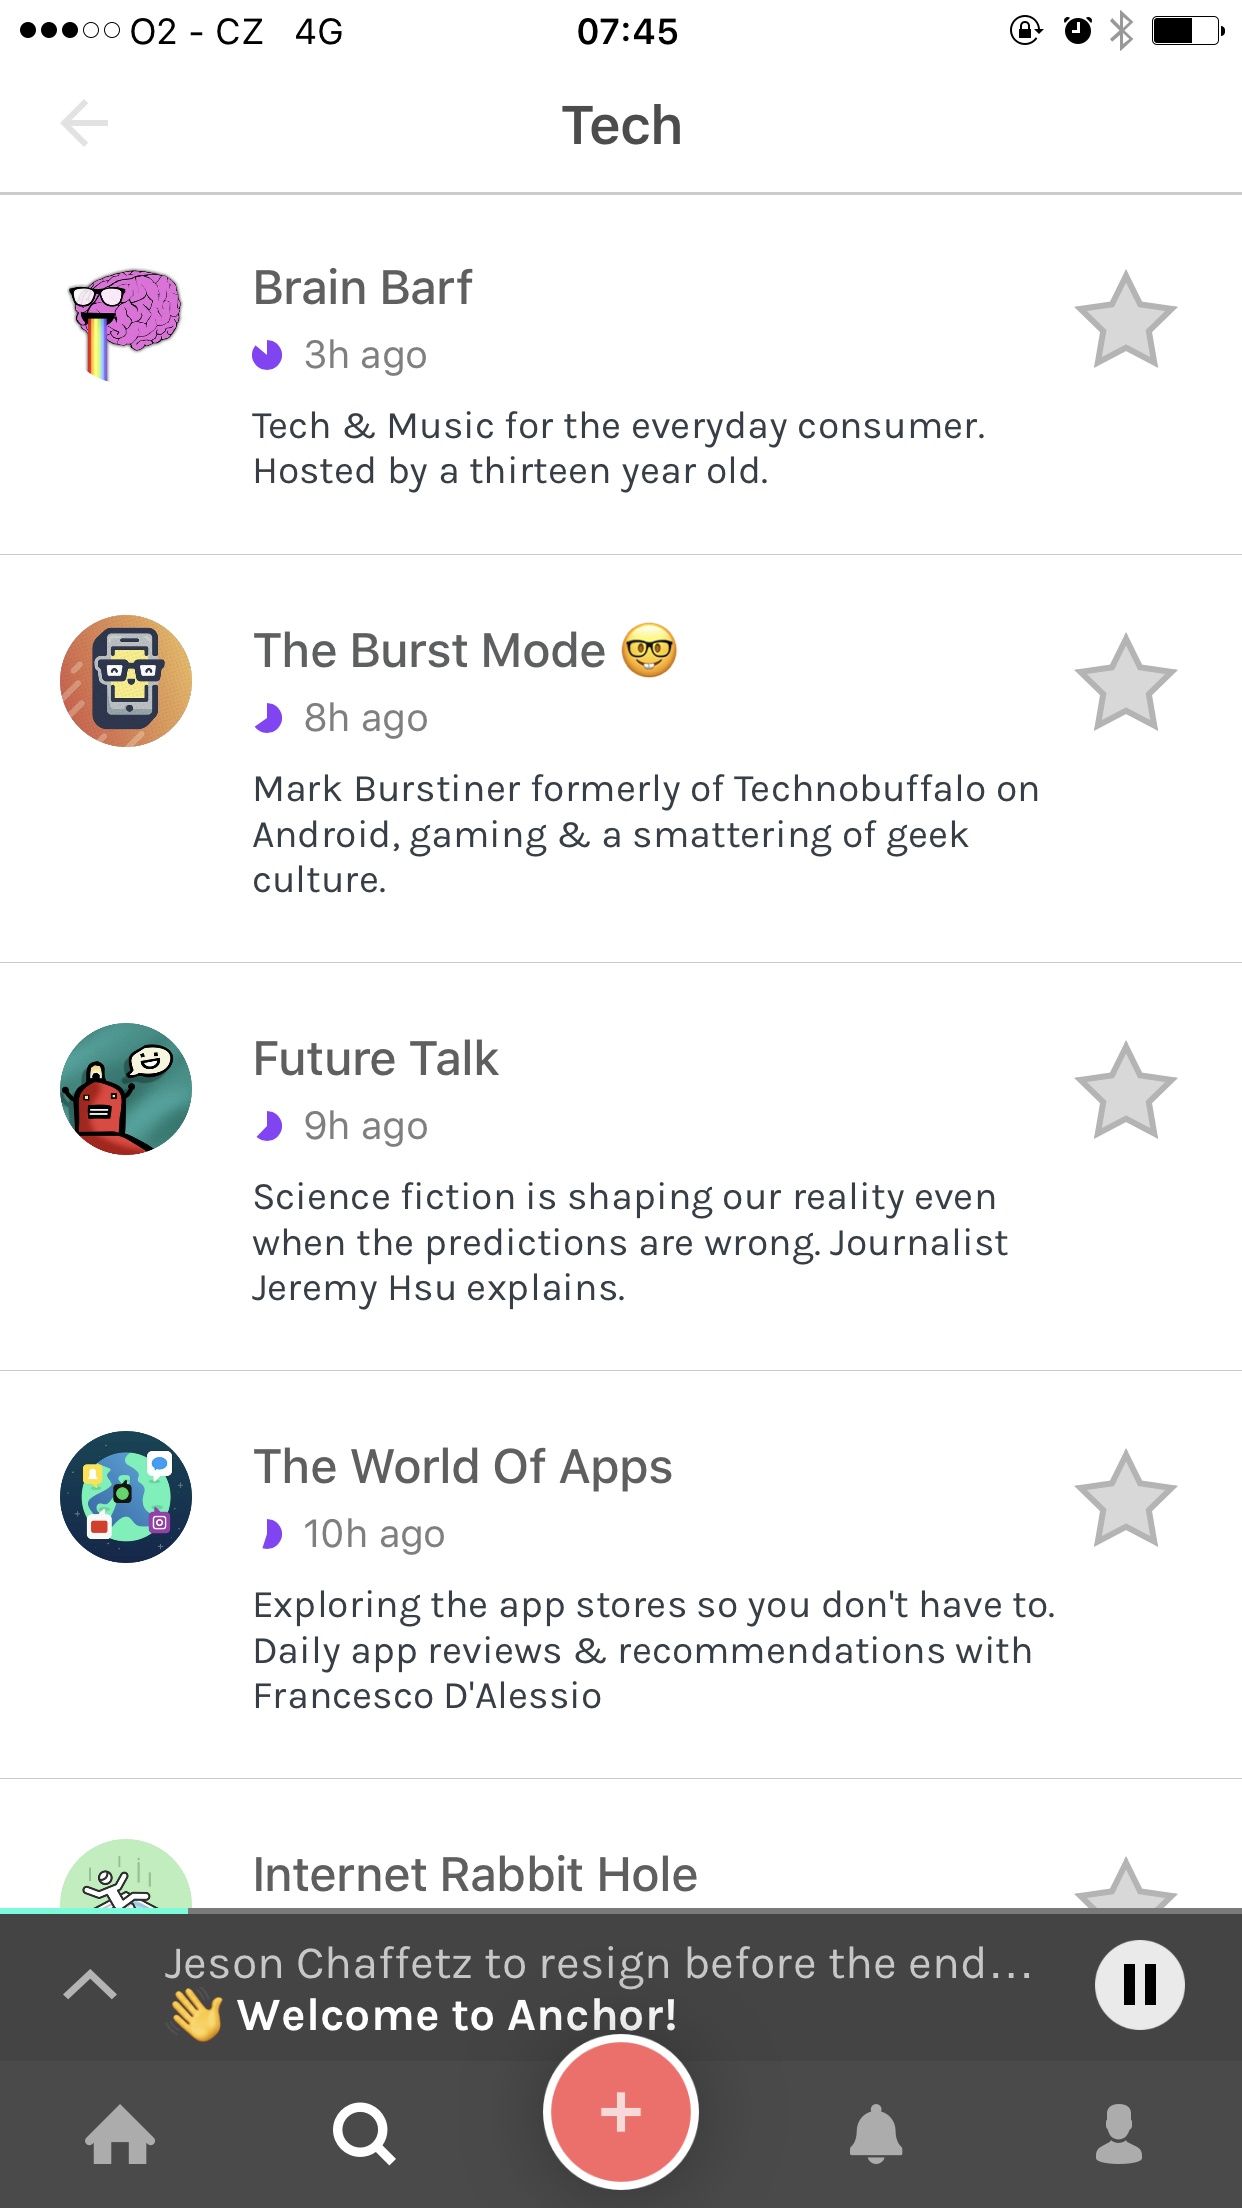 O2 - CZ 4G 07:45
Tech
Brain Barf
3h ago
Tech & Music for the everyday consumer.
Hosted by a thirteen year old.
The Burst Mode 🤓
8h ago
Mark Burstiner formerly of Technobuffalo on
Android, gaming & a smattering of geek
culture.
Future Talk
9h ago
Science fiction is shaping our reality even
when the predictions are wrong. Journalist
Jeremy Hsu explains.
The World Of Apps
10h ago
Exploring the app stores so you don't have to.
Daily app reviews & recommendations with
Francesco D'Alessio
Internet Rabbit Hole
Jeson Chaffetz to resign before the end...
👋 Welcome to Anchor!